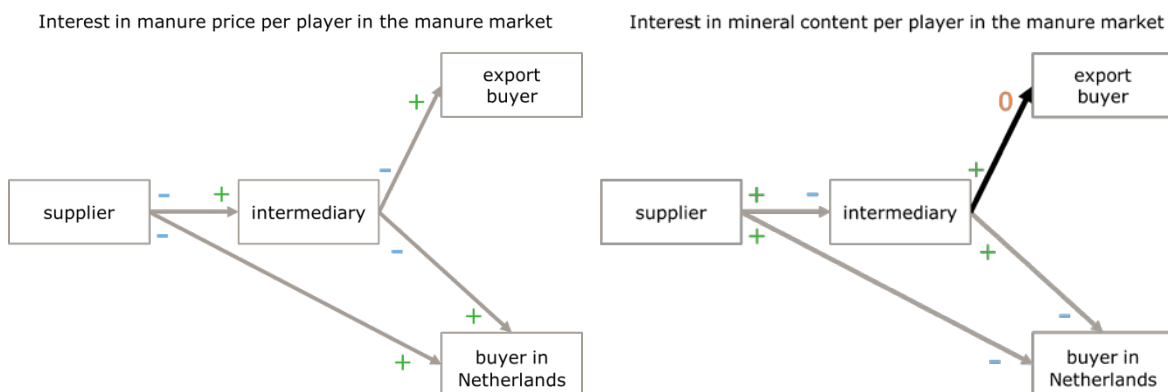 Interest in manure price per player in the manure market
export
buyer
+
-
- +
supplier
intermediary
-
-
+
+
buyer in
Netherlands
Interest in mineral content per player in the manure market
export
buyer
0
+
+ -
supplier
intermediary
+
+
-
-
buyer in
Netherlands